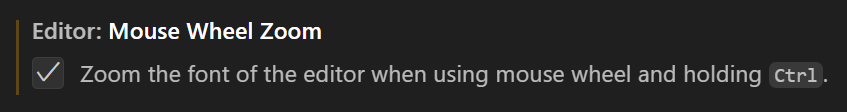 Editor: Mouse Wheel Zoom
Zoom the font of the editor when using mouse wheel and holding Ctrl.